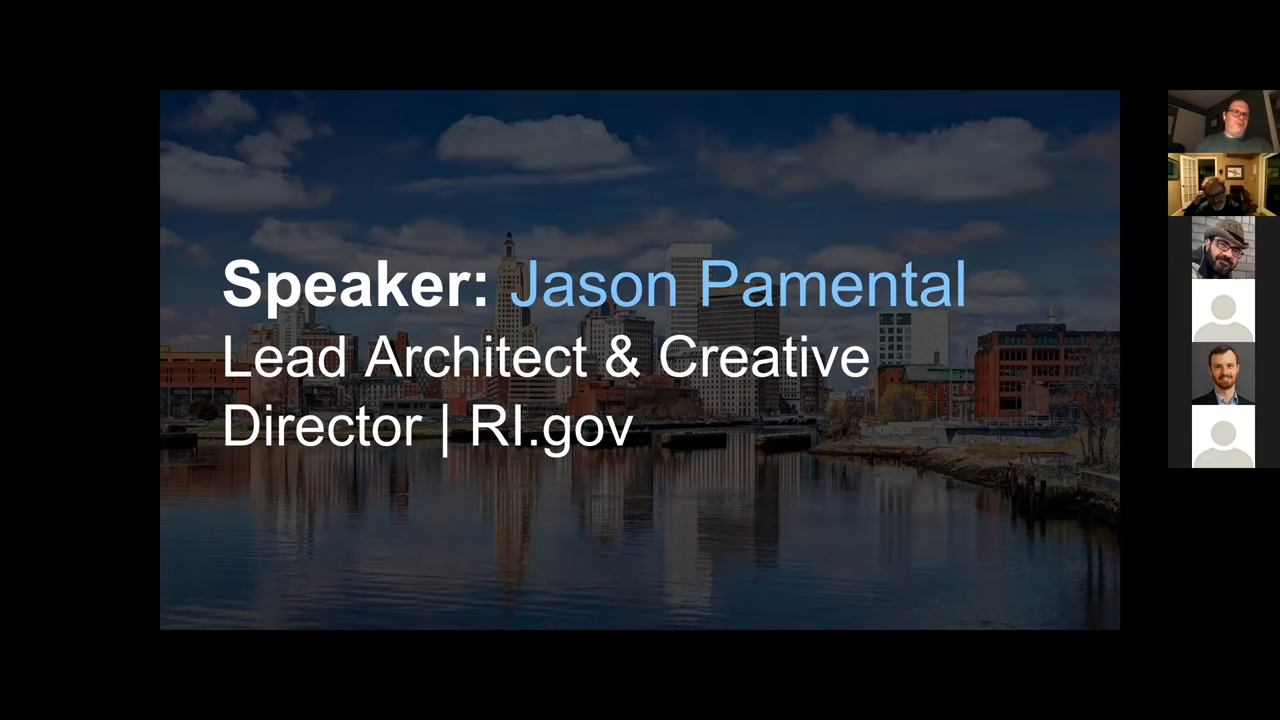 Speaker: Jason Pamental
Lead Architect & Creative
Director | RI.gov